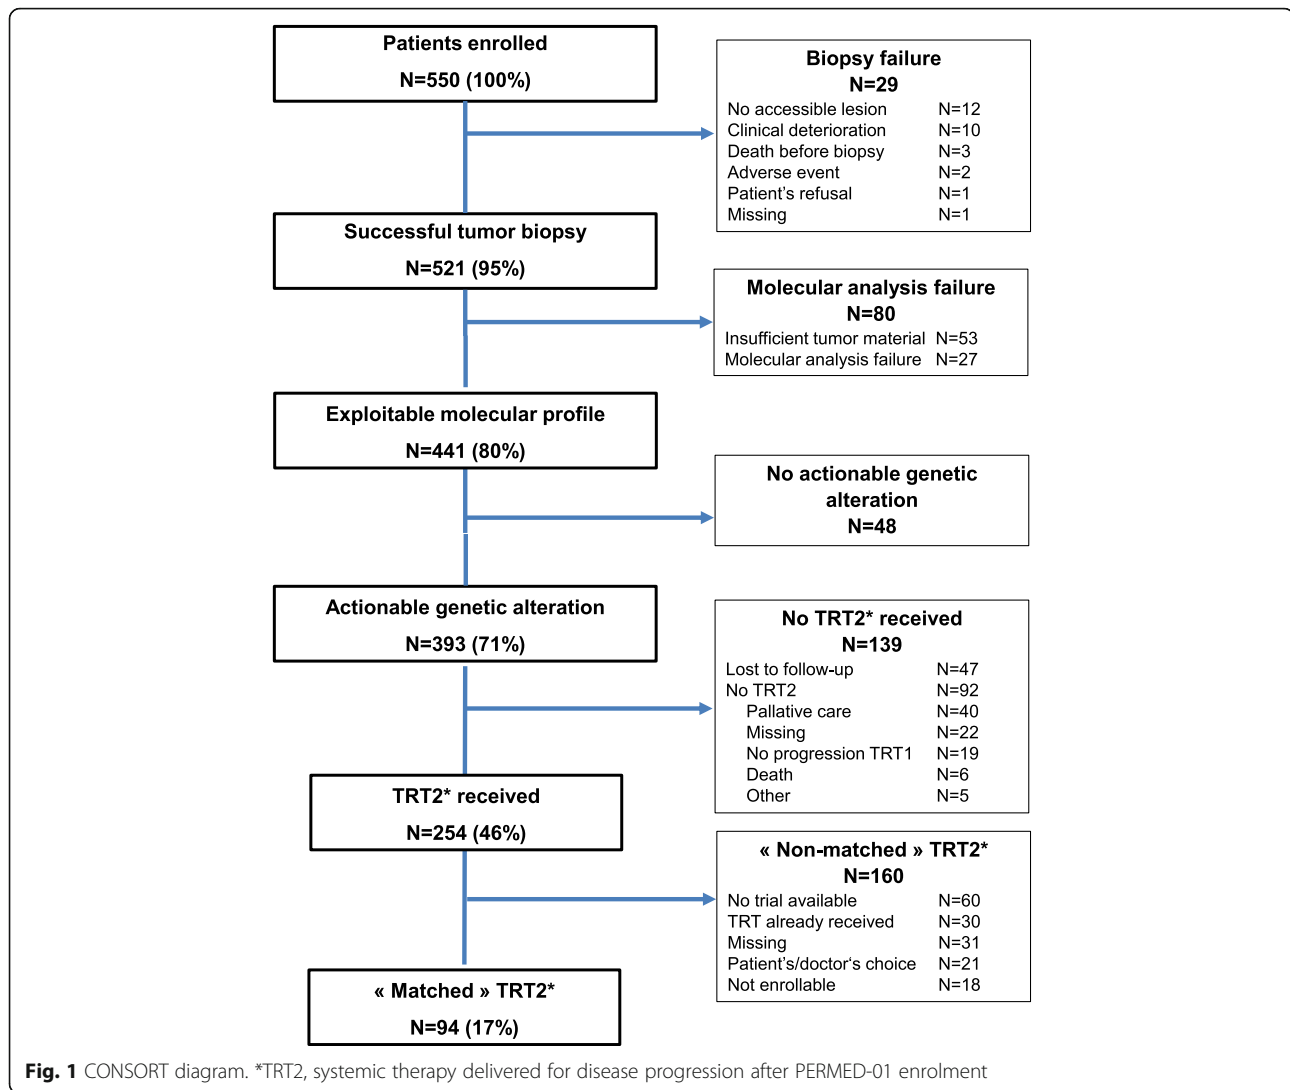 Patients enrolled
N=550 (100%)
Biopsy failure
N=29
No accessible lesion N=12
Clinical deterioration N=10
Death before biopsy N=3
Adverse event N=2
Patient's refusal N=1
Missing N=1
Successful tumor biopsy
N=521 (95%)
Molecular analysis failure
N=80
Insufficient tumor material N=53
Molecular analysis failure N=27
Exploitable molecular profile
N=441 (80%)
No actionable genetic
alteration
N=48
Actionable genetic alteration
N=393 (71%)
No TRT2* received
N=139
Lost to follow-up N=47
No TRT2 N=92
Pallative care N=40
Missing N=22
No progression TRT1 N=19
Death N=6
Other N=5
TRT2* received
N=254 (46%)
« Non-matched » TRT2*
N=160
No trial available N=60
TRT already received N=30
Missing N=31
Patient's/doctor‘s choice N=21
Not enrollable N=18
« Matched » TRT2*
N=94 (17%)
Fig. 1 CONSORT diagram. *TRT2, systemic therapy delivered for disease progression after PERMED-01 enrolment